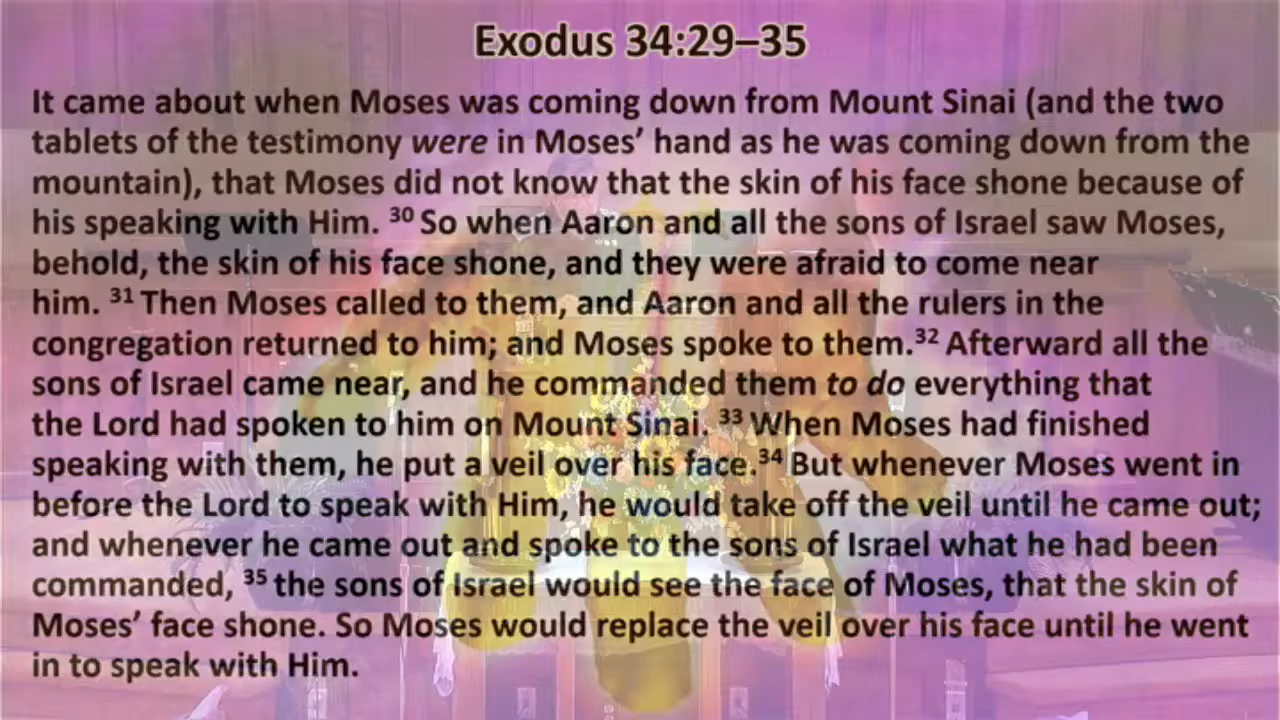 Exodus 34:29–35
It came about when Moses was coming down from Mount Sinai (and the two
tablets of the testimony were in Moses’ hand as he was coming down from the
mountain), that Moses did not know that the skin of his face shone because of
his speaking with Him. 30 So when Aaron and all the sons of Israel saw Moses,
behold, the skin of his face shone, and they were afraid to come near
him. 31 Then Moses called to them, and Aaron and all the rulers in the
congregation returned to him; and Moses spoke to them.32 Afterward all the
sons of Israel came near, and he commanded them to do everything that
the Lord had spoken to him on Mount Sinai. 33 When Moses had finished
speaking with them, he put a veil over his face.34 But whenever Moses went in
before the Lord to speak with Him, he would take off the veil until he came out;
and whenever he came out and spoke to the sons of Israel what he had been
commanded, 35 the sons of Israel would see the face of Moses, that the skin of
Moses’ face shone. So Moses would replace the veil over his face until he went
in to speak with Him.